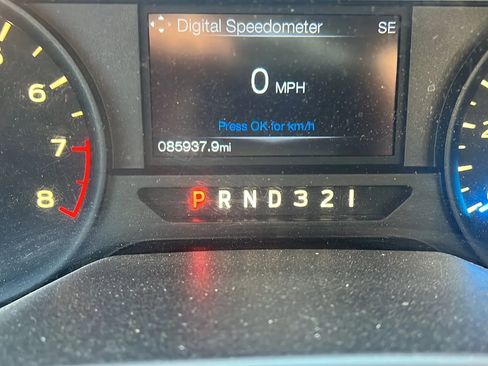 Digital Speedometer SE
0 MPH
Press OK for km/h
085937.9mi
6
7
8
P R N D 3 2 1